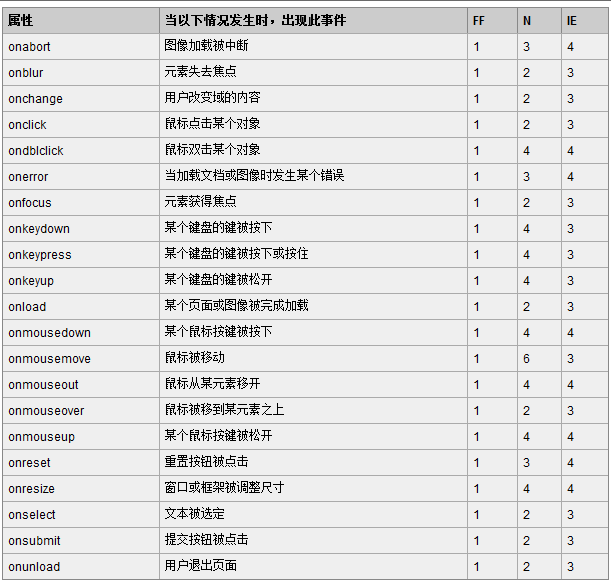 属性 当以下情况发生时，出现此事件 FF N IE
onabort 图像加载被中断 1 3 4
onblur 元素失去焦点 1 2 3
onchange 用户改变域的内容 1 2 3
onclick 鼠标点击某个对象 1 2 3
ondblclick 鼠标双击某个对象 1 4 4
onerror 当加载文档或图像时发生某个错误 1 3 4
onfocus 元素获得焦点 1 2 3
onkeydown 某个键盘的键被按下 1 4 3
onkeypress 某个键盘的键被按下或按住 1 4 3
onkeyup 某个键盘的键被松开 1 4 3
onload 某个页面或图像被完成加载 1 2 3
onmousedown 某个鼠标按键被按下 1 4 4
onmousemove 鼠标被移动 1 6 3
onmouseout 鼠标从某元素移开 1 4 4
onmouseover 鼠标被移到某元素之上 1 2 3
onmouseup 某个鼠标按键被松开 1 4 4
onreset 重置按钮被点击 1 3 4
onresize 窗口或框架被调整尺寸 1 4 4
onselect 文本被选定 1 2 3
onsubmit 提交按钮被点击 1 2 3
onunload 用户退出页面 1 2 3